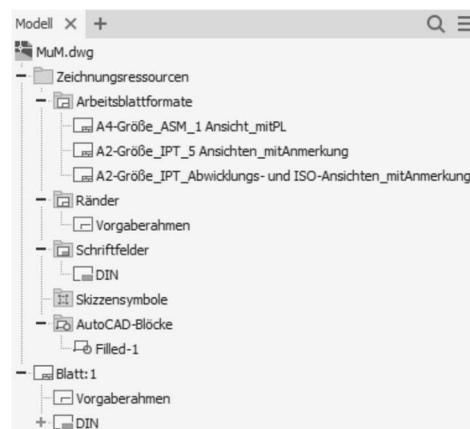 Modell
MuM.dwg
Zeichnungsressourcen
Arbeitsblattformate
A4-Größe_ASM_1 Ansicht_mitPL
A2-Größe_IPT_5 Ansichten_mitAnmerkung
A2-Größe_IPT_Abwicklungs- und ISO-Ansichten_mitAnmerkung
Ränder
Vorgaberahmen
Schriftfelder
DIN
Skizzensymbole
AutoCAD-Blöcke
Filled-1
Blatt:1
Vorgaberahmen
DIN